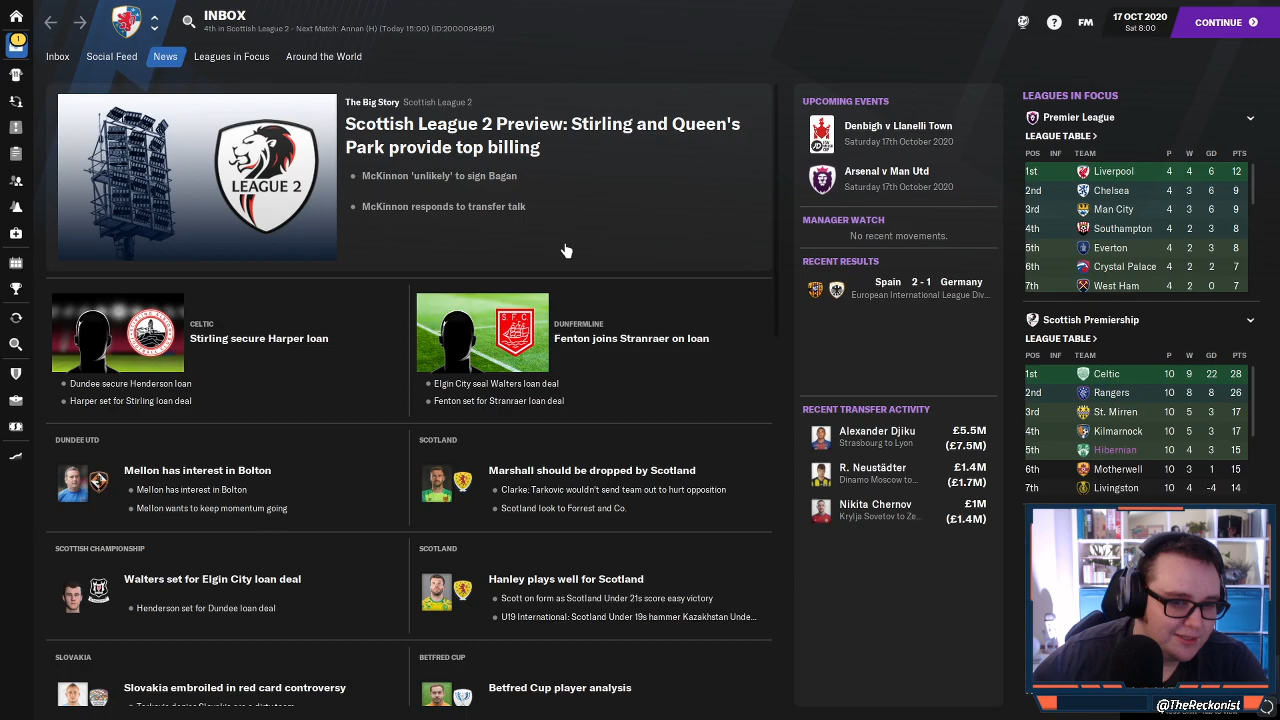 INBOX
4th in Scottish League 2 - Next Match: Annan (H) (Today 15:00) (ID:2000084995)
FM
17 OCT 2020
Sat 8:00
CONTINUE
1
Inbox
Social Feed
News
Leagues in Focus
Around the World
LEAGUE 2
The Big Story Scottish League 2
Scottish League 2 Preview: Stirling and Queen's
Park provide top billing
McKinnon 'unlikely' to sign Bagan
McKinnon responds to transfer talk
CELTIC
Stirling secure Harper loan
Dundee secure Henderson loan
Harper set for Stirling loan deal
S.F.C
DUNFERMLINE
Fenton joins Stranraer on loan
Elgin City seal Walters loan deal
Fenton set for Stranraer loan deal
DUNDEE UTD
Mellon has interest in Bolton
Mellon has interest in Bolton
Mellon wants to keep momentum going
SCOTLAND
Marshall should be dropped by Scotland
Clarke: Tarkovic wouldn't send team out to hurt opposition
Scotland look to Forrest and Co.
SCOTTISH CHAMPIONSHIP
Walters set for Elgin City loan deal
Henderson set for Dundee loan deal
SCOTLAND
Hanley plays well for Scotland
Scott on form as Scotland Under 21s score easy victory
U19 International: Scotland Under 19s hammer Kazakhstan Unde...
SLOVAKIA
Slovakia embroiled in red card controversy
BETFRED CUP
Betfred Cup player analysis
UPCOMING EVENTS
Denbigh v Llanelli Town
Saturday 17th October 2020
Arsenal v Man Utd
Saturday 17th October 2020
MANAGER WATCH
No recent movements.
RECENT RESULTS
Spain 2 - 1 Germany
European International League Div...
RECENT TRANSFER ACTIVITY
Alexander Djiku £5.5M
Strasbourg to Lyon (£7.5M)
R. Neustädter £1.4M
Dinamo Moscow to... (£1.7M)
Nikita Chernov £1M
Krylja Sovetov to Ze... (£1.4M)
LEAGUES IN FOCUS
Premier League
LEAGUE TABLE
POS INF TEAM P W GD PTS
1st Liverpool 4 4 6 12
2nd Chelsea 4 3 6 9
3rd Man City 4 3 6 9
4th Southampton 4 2 3 8
5th Everton 4 2 3 8
6th Crystal Palace 4 2 2 7
7th West Ham 4 2 0 7
Scottish Premiership
LEAGUE TABLE
POS INF TEAM P W GD PTS
1st Celtic 10 9 22 28
2nd Rangers 10 8 8 26
3rd St. Mirren 10 5 3 17
4th Kilmarnock 10 4 3 17
5th Hibernian 10 4 3 15
6th Motherwell 10 3 1 15
7th Livingston 10 4 -4 14
@TheReckonist